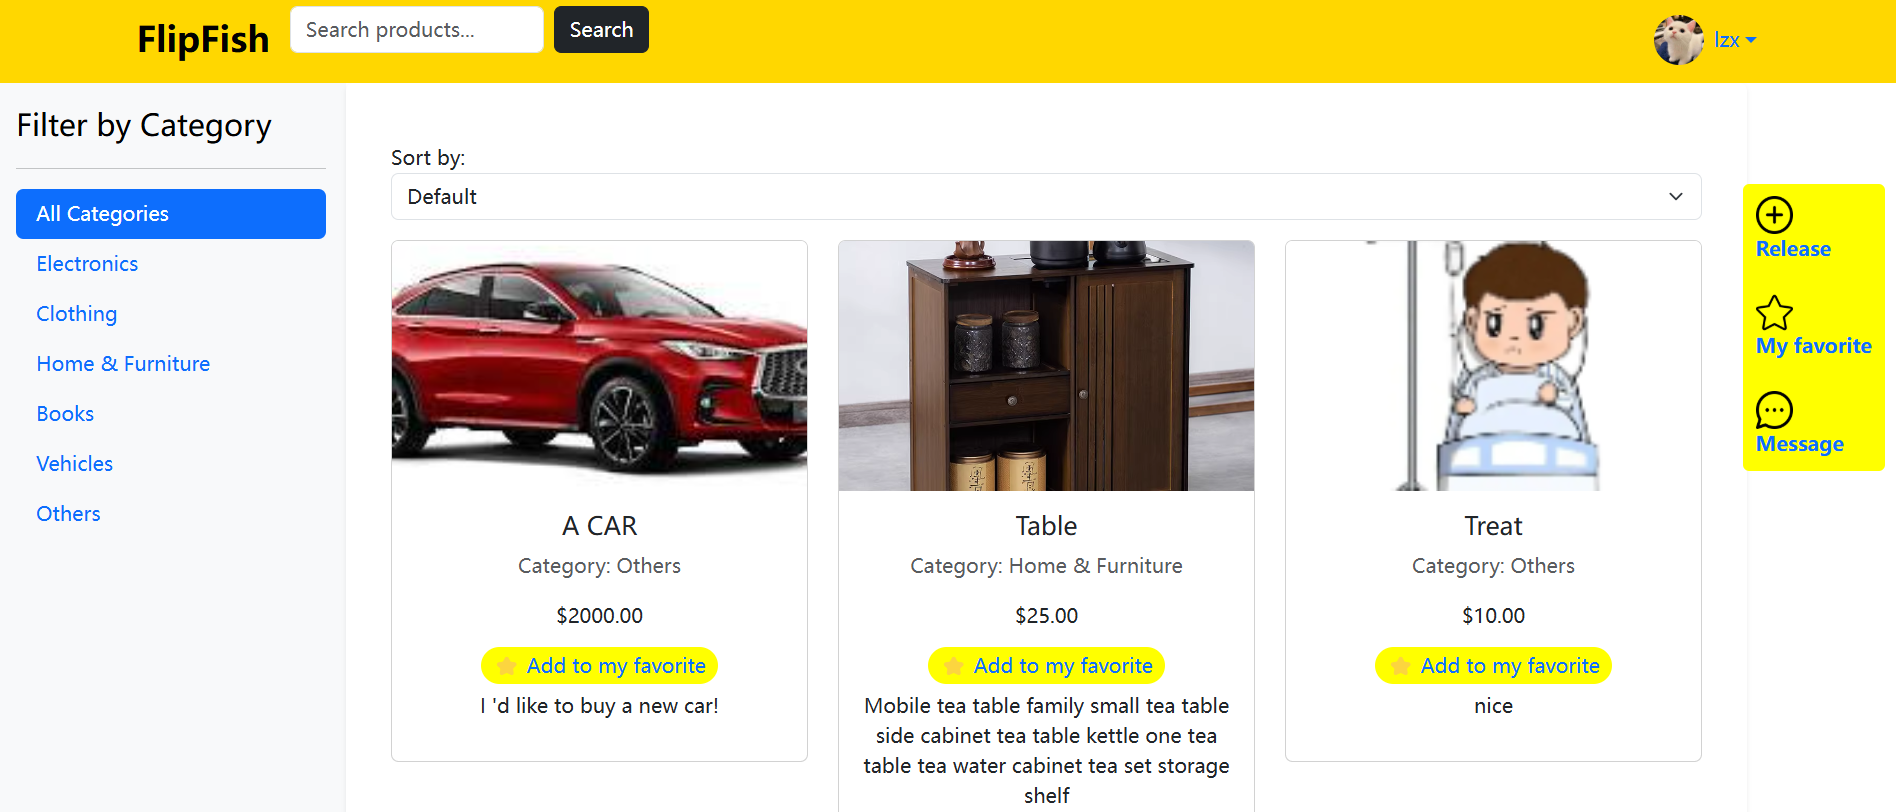 FlipFish
Search products...
Search
lzx
Filter by Category
All Categories
Electronics
Clothing
Home & Furniture
Books
Vehicles
Others
Sort by:
Default
A CAR
Category: Others
$2000.00
Add to my favorite
I 'd like to buy a new car!
Table
Category: Home & Furniture
$25.00
Add to my favorite
Mobile tea table family small tea table
side cabinet tea table kettle one tea
table tea water cabinet tea set storage
shelf
Treat
Category: Others
$10.00
Add to my favorite
nice
Release
My favorite
Message